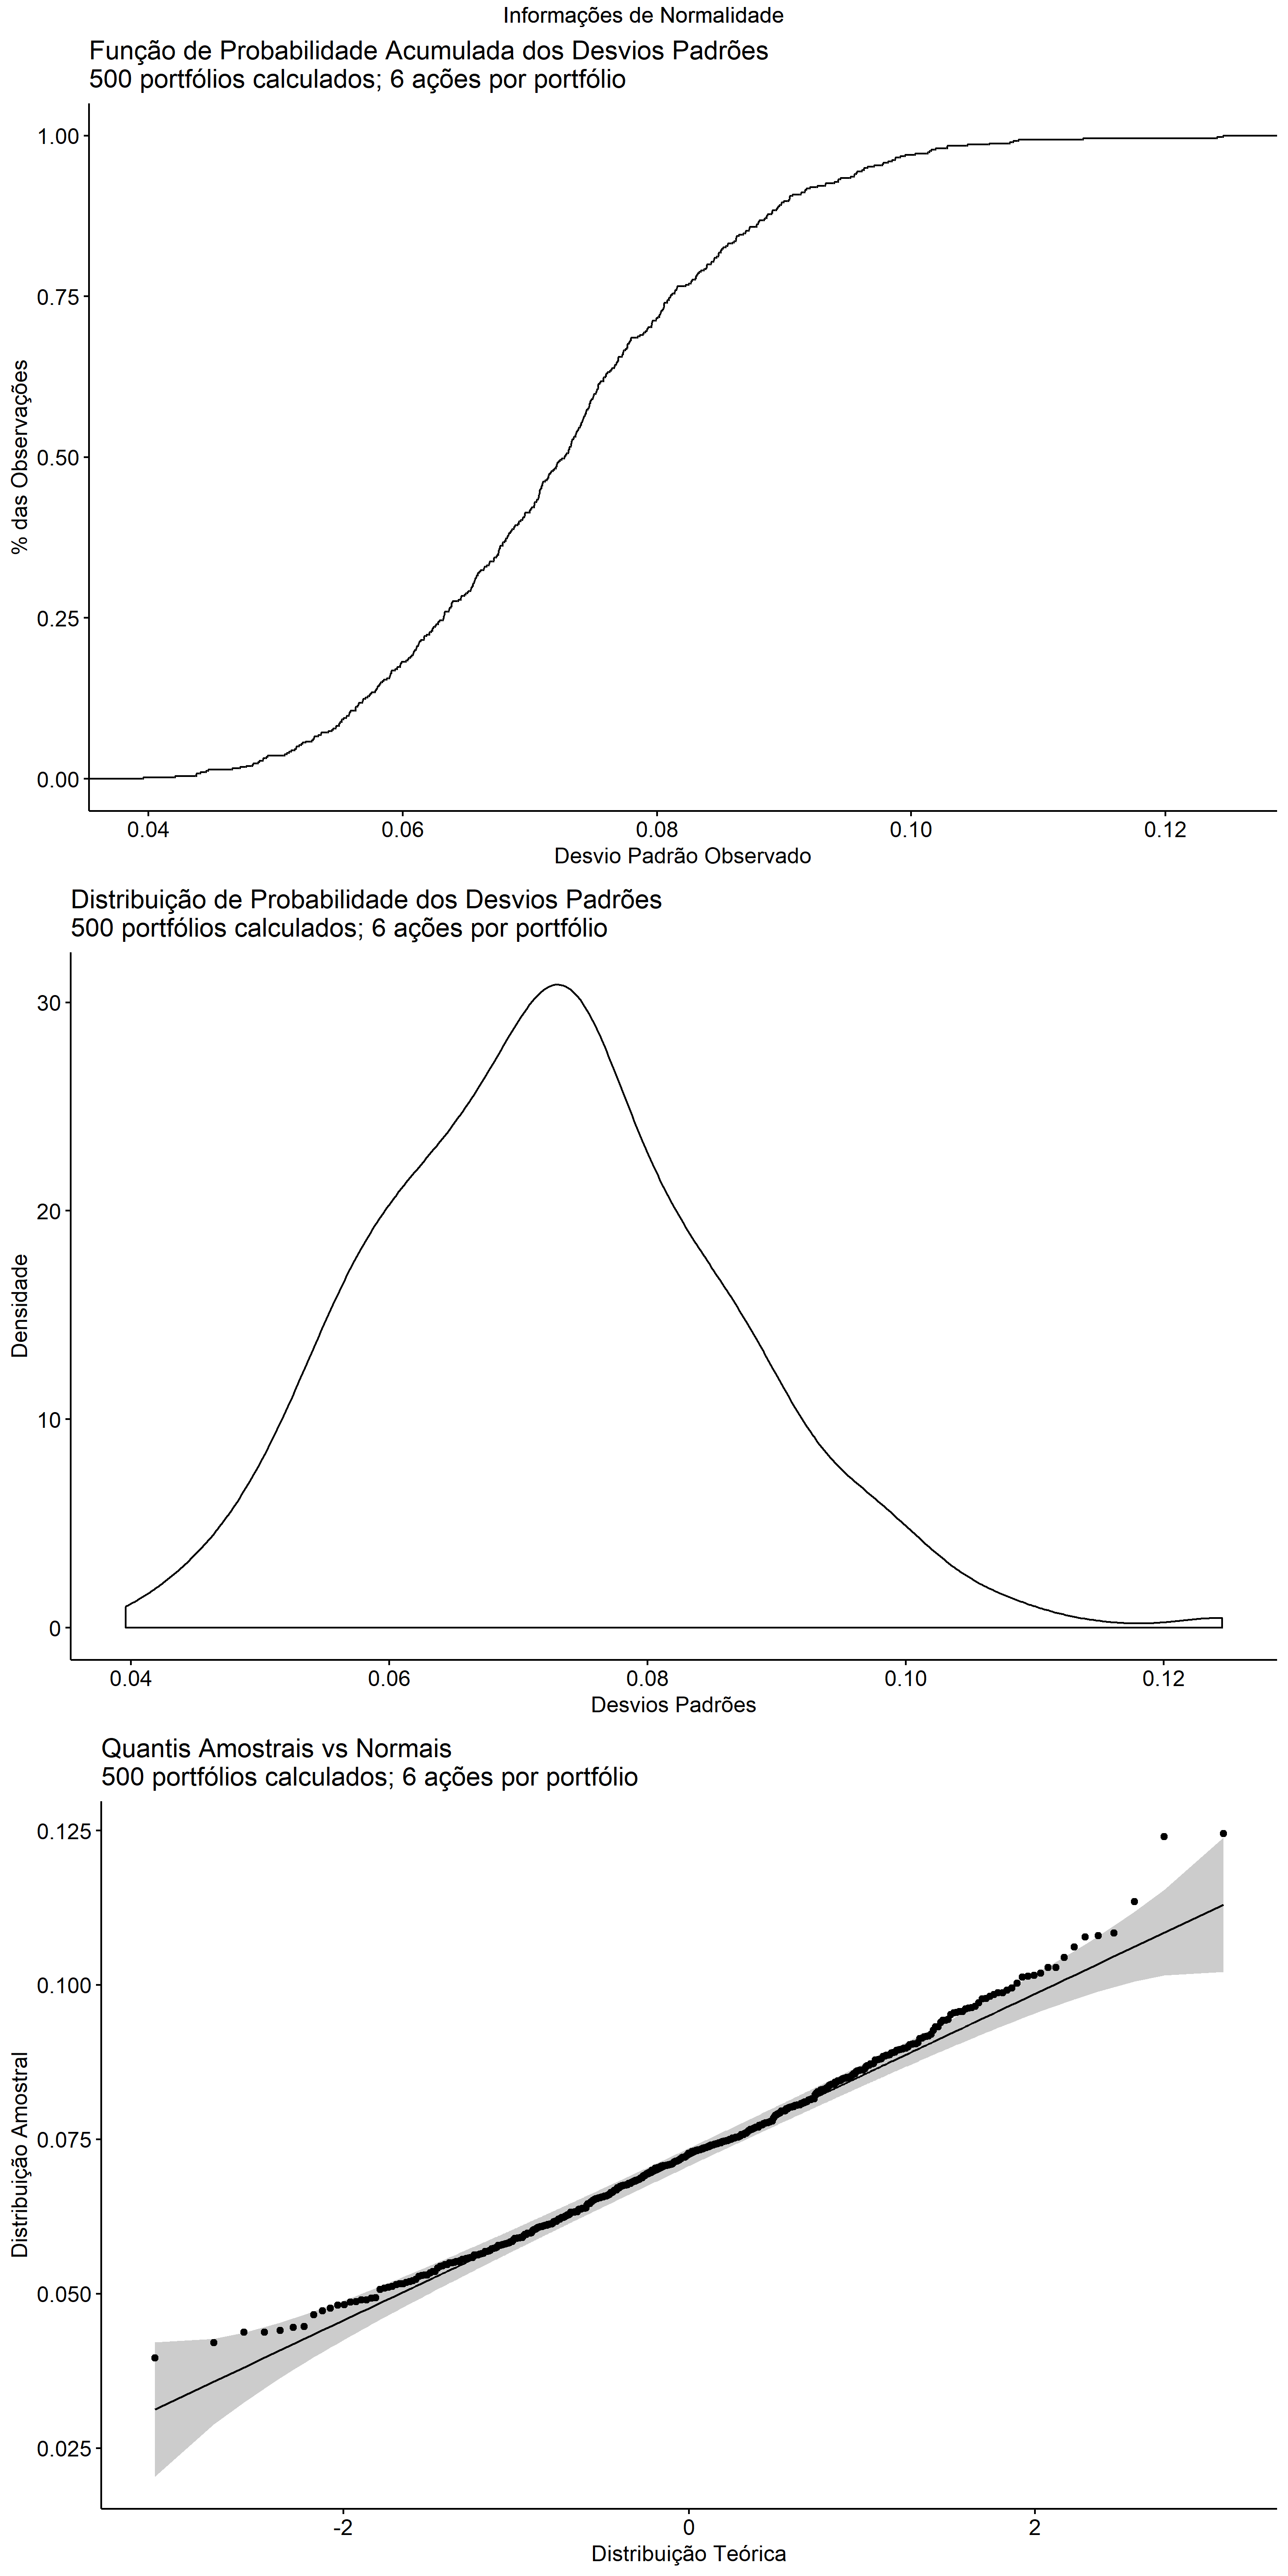 Informações de Normalidade
Função de Probabilidade Acumulada dos Desvios Padrões
500 portfólios calculados; 6 ações por portfólio
1.00
0.75
0.50
0.25
0.00
% das Observações
0.04 0.06 0.08 0.10 0.12
Desvio Padrão Observado
Distribuição de Probabilidade dos Desvios Padrões
500 portfólios calculados; 6 ações por portfólio
30
20
10
0
Densidade
0.04 0.06 0.08 0.10 0.12
Desvios Padrões
Quantis Amostrais vs Normais
500 portfólios calculados; 6 ações por portfólio
0.125
0.100
0.075
0.050
0.025
Distribuição Amostral
-2 0 2
Distribuição Teórica